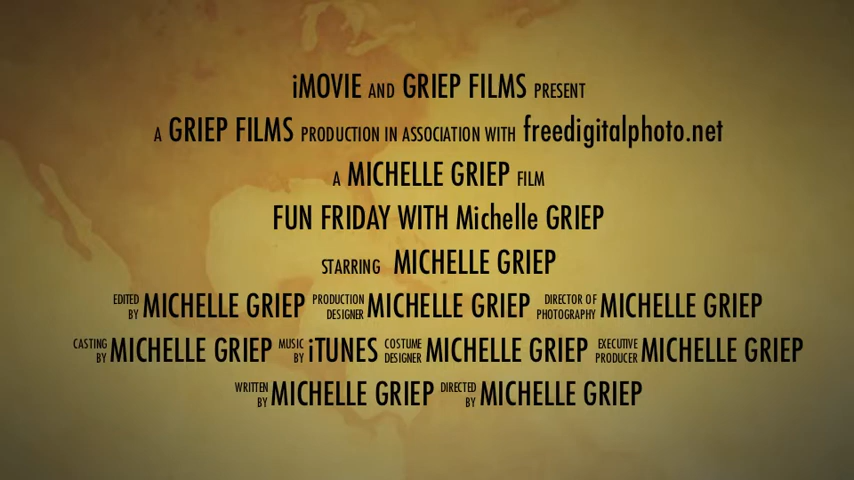 iMOVIE AND GRIEP FILMS PRESENT
A GRIEP FILMS PRODUCTION IN ASSOCIATION WITH freedigitalphoto.net
A MICHELLE GRIEP FILM
FUN FRIDAY WITH Michelle GRIEP
STARRING MICHELLE GRIEP
EDITED BY MICHELLE GRIEP PRODUCTION DESIGNER MICHELLE GRIEP DIRECTOR OF PHOTOGRAPHY MICHELLE GRIEP
CASTING BY MICHELLE GRIEP MUSIC BY iTUNES COSTUME DESIGNER MICHELLE GRIEP EXECUTIVE PRODUCER MICHELLE GRIEP
WRITTEN BY MICHELLE GRIEP DIRECTED BY MICHELLE GRIEP